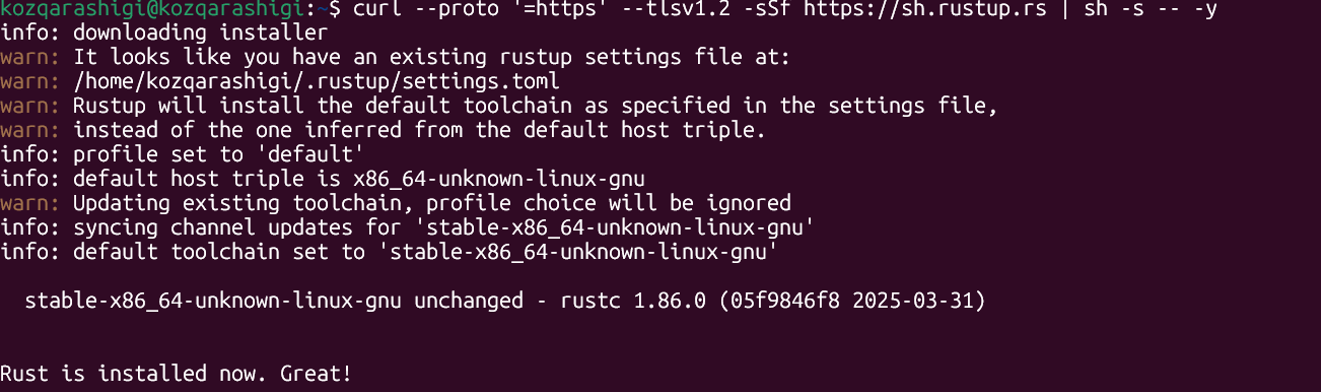 kozqarashigi@kozqarashigi:~$ curl --proto '=https' --tlsv1.2 -sSf https://sh.rustup.rs | sh -s -- -y
info: downloading installer
warn: It looks like you have an existing rustup settings file at:
warn: /home/kozqarashigi/.rustup/settings.toml
warn: Rustup will install the default toolchain as specified in the settings file,
warn: instead of the one inferred from the default host triple.
info: profile set to 'default'
info: default host triple is x86_64-unknown-linux-gnu
warn: Updating existing toolchain, profile choice will be ignored
info: syncing channel updates for 'stable-x86_64-unknown-linux-gnu'
info: default toolchain set to 'stable-x86_64-unknown-linux-gnu'
stable-x86_64-unknown-linux-gnu unchanged - rustc 1.86.0 (05f9846f8 2025-03-31)
Rust is installed now. Great!